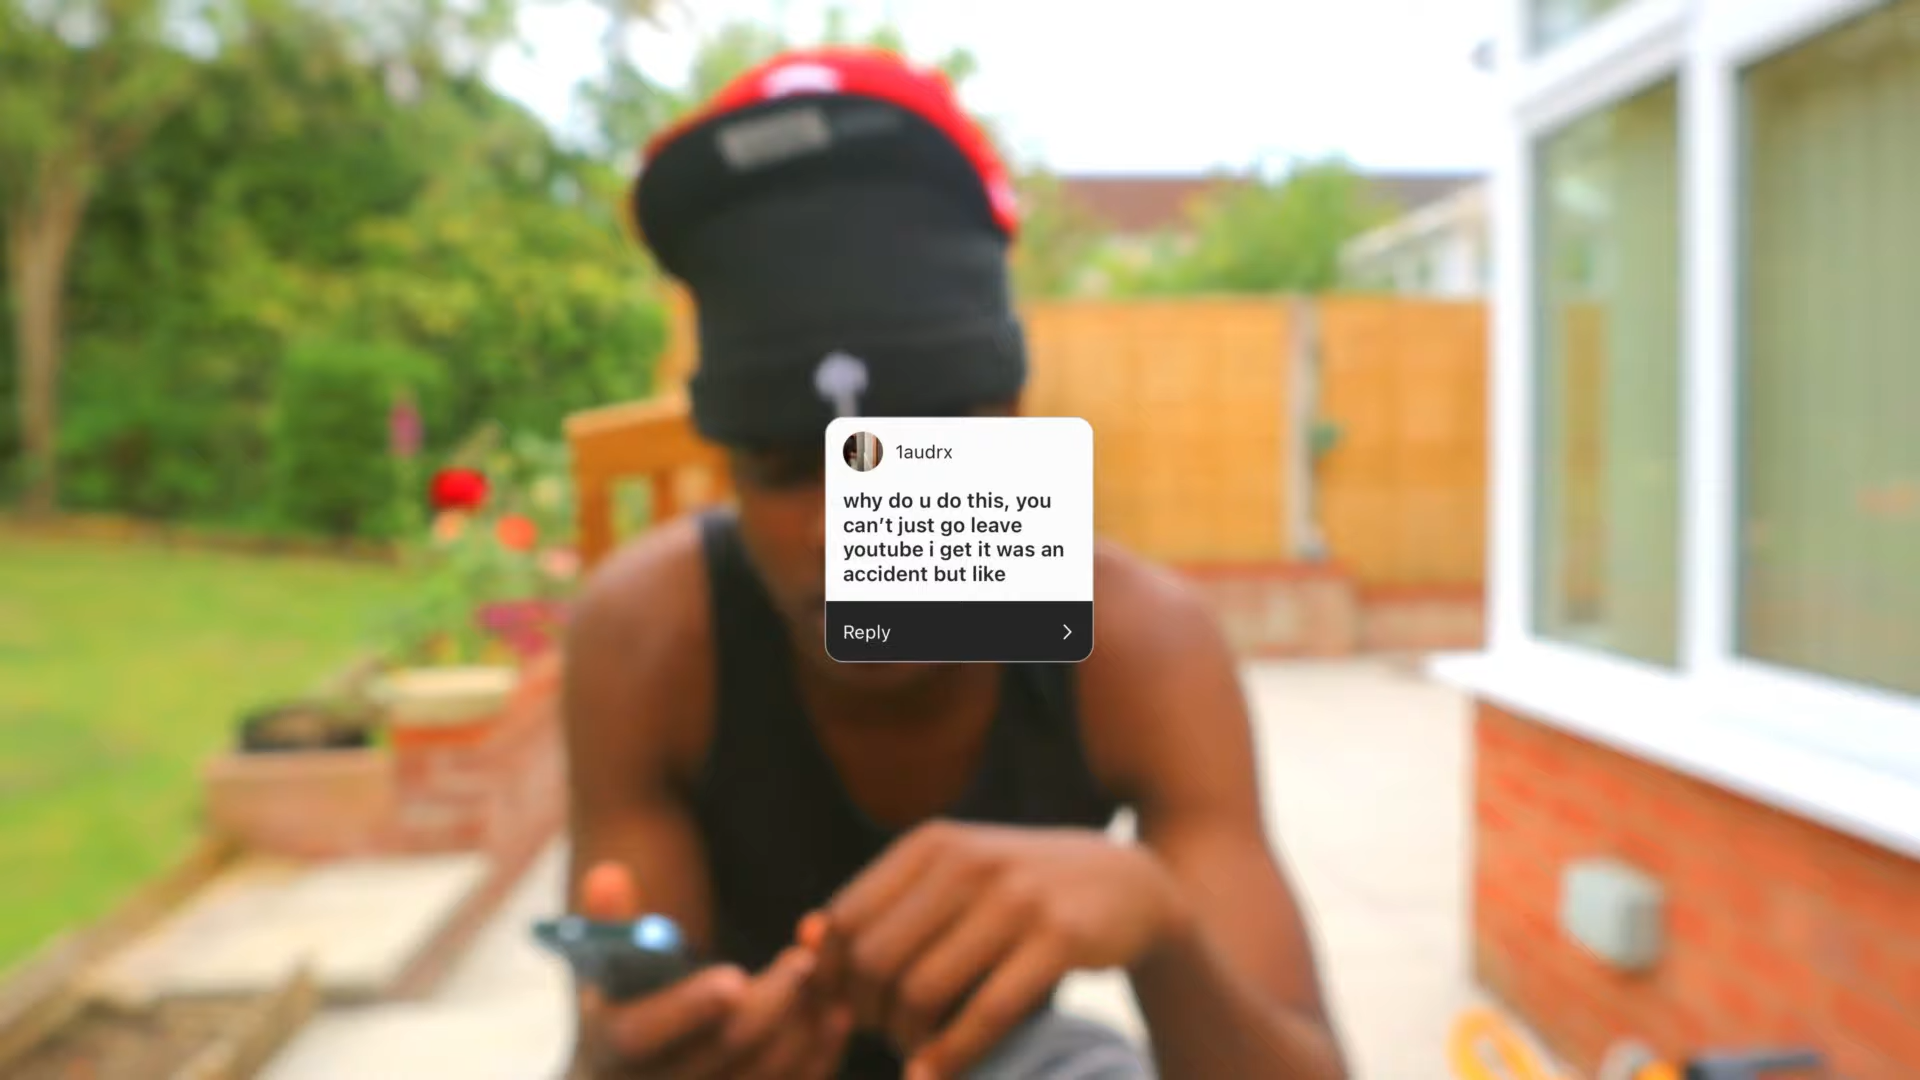 1audrx
why do u do this, you
can’t just go leave
youtube i get it was an
accident but like
Reply